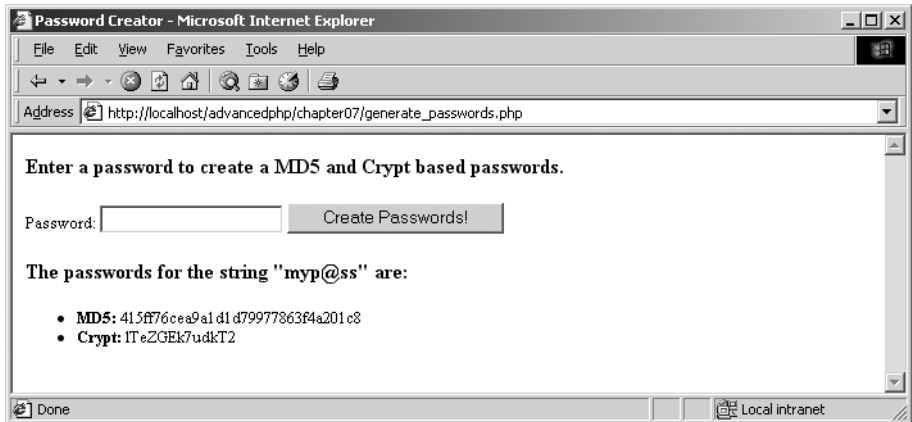 Password Creator - Microsoft Internet Explorer
File Edit View Favorites Tools Help
Address http://localhost/advancedphp/chapter07/generate_passwords.php
Enter a password to create a MD5 and Crypt based passwords.
Password: Create Passwords!
The passwords for the string "myp@ss" are:
• MD5: 415ff76cea9a1d1d79977863f4a201c8
• Crypt: lTeZGEk7udkT2
Done Local intranet